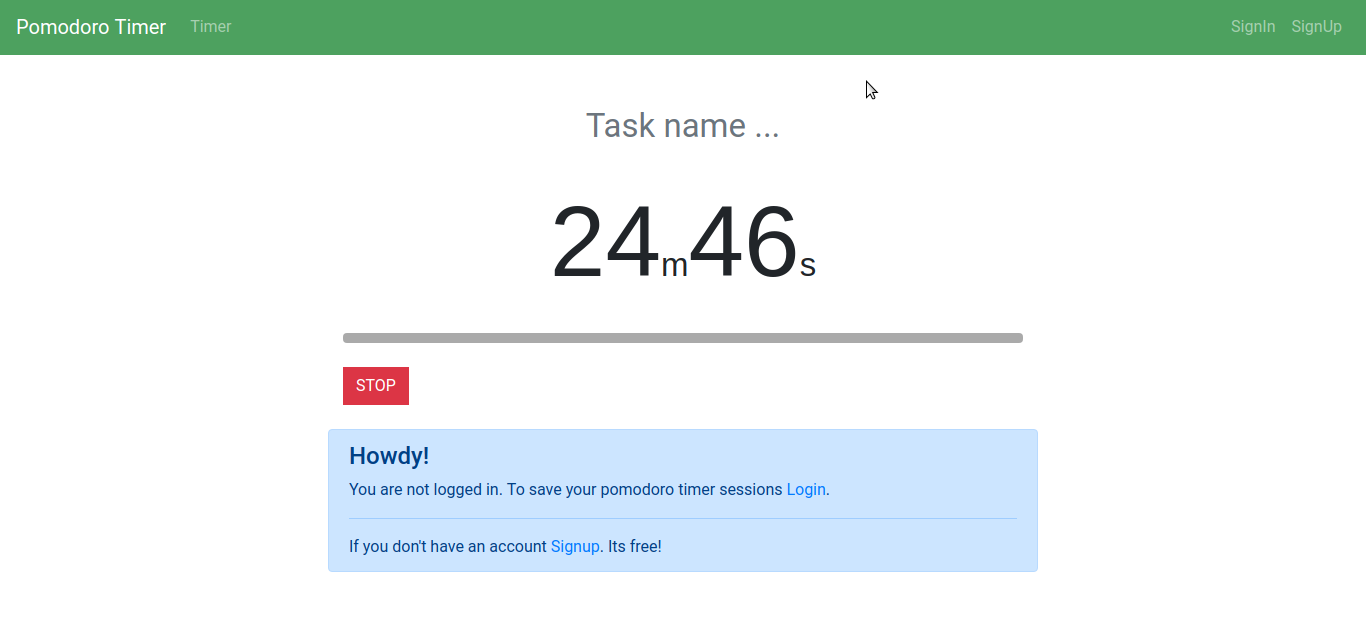 Pomodoro Timer Timer SignIn SignUp
Task name ...
24m46s
STOP
Howdy!
You are not logged in. To save your pomodoro timer sessions Login.
If you don't have an account Signup. Its free!